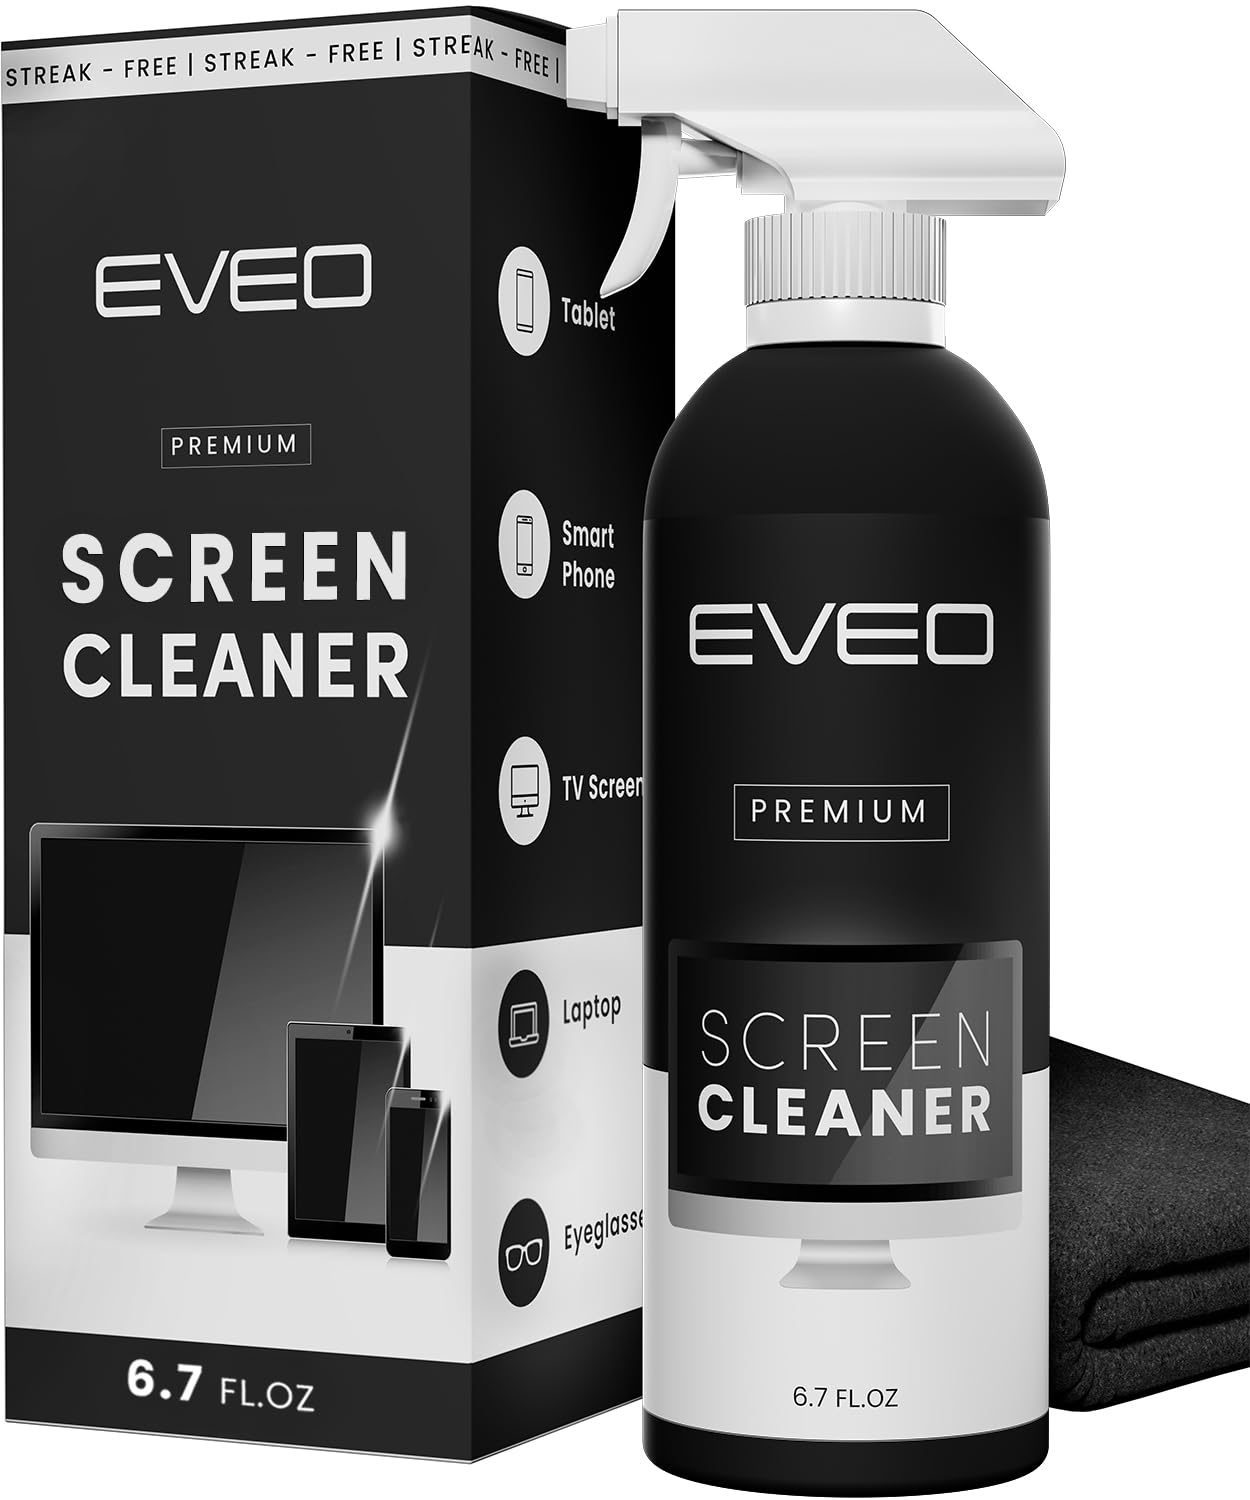 STREAK - FREE | STREAK - FREE | STREAK - FREE |
EVEO
PREMIUM
SCREEN
CLEANER
6.7 FL.OZ
Tablet
Smart
Phone
TV Screen
Laptop
Eyeglasse
EVEO
PREMIUM
SCREEN
CLEANER
6.7 FL.OZ